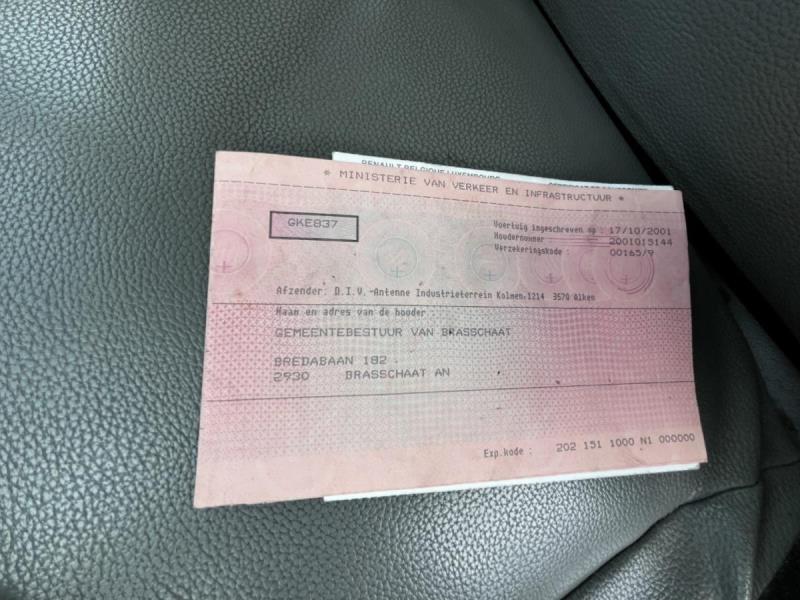 RENAULT BELGIQUE LUXEMBOURG
* MINISTERIE VAN VERKEER EN INFRASTRUCTUUR *
GKE837
Voertuig ingeschreven op : 17/10/2001
Houdernummer 2001015144
Verzekeringskode : 00165/9
Afzender: D.I.V.-Antenne Industrieterrein Kolmen,1214 3570 Alken
Naam en adres van de houder
GEMEENTEBESTUUR VAN BRASSCHAAT
BREDABAAN 182
2930 BRASSCHAAT AN
Exp.kode : 202 151 1000 N1 000000